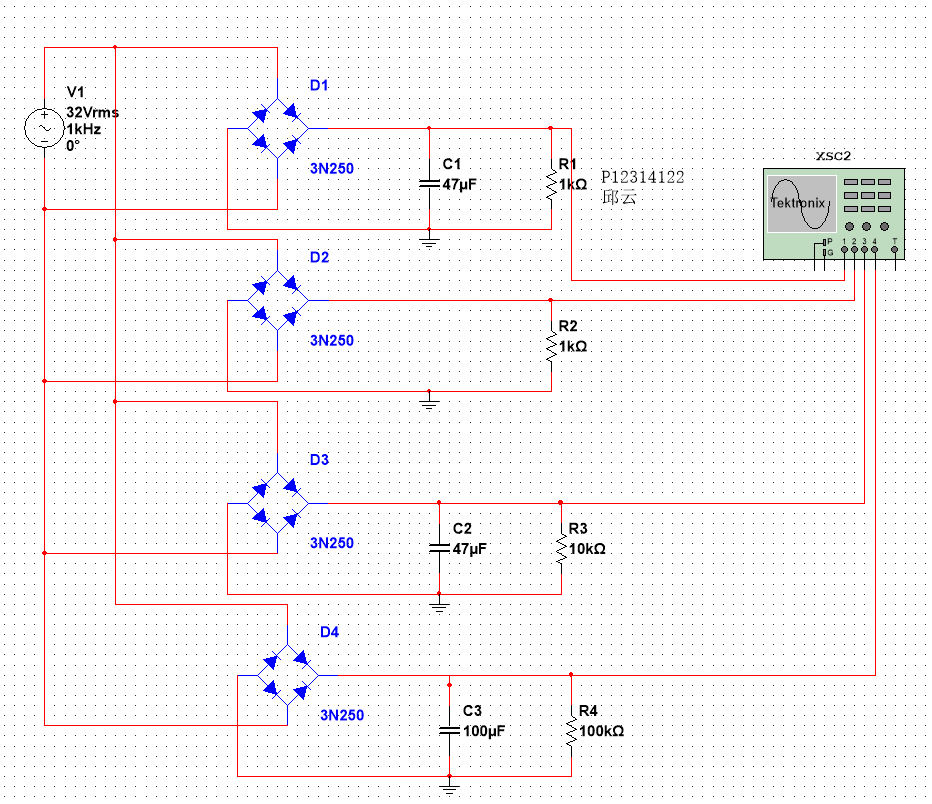 V1
32Vrms
1kHz
0°
D1
3N250
C1
47µF
R1
1kΩ
P12314122
邱云
XSC2
Tektronix
P
G
1 2 3 4
T
D2
3N250
R2
1kΩ
D3
3N250
C2
47µF
R3
10kΩ
D4
3N250
C3
100µF
R4
100kΩ